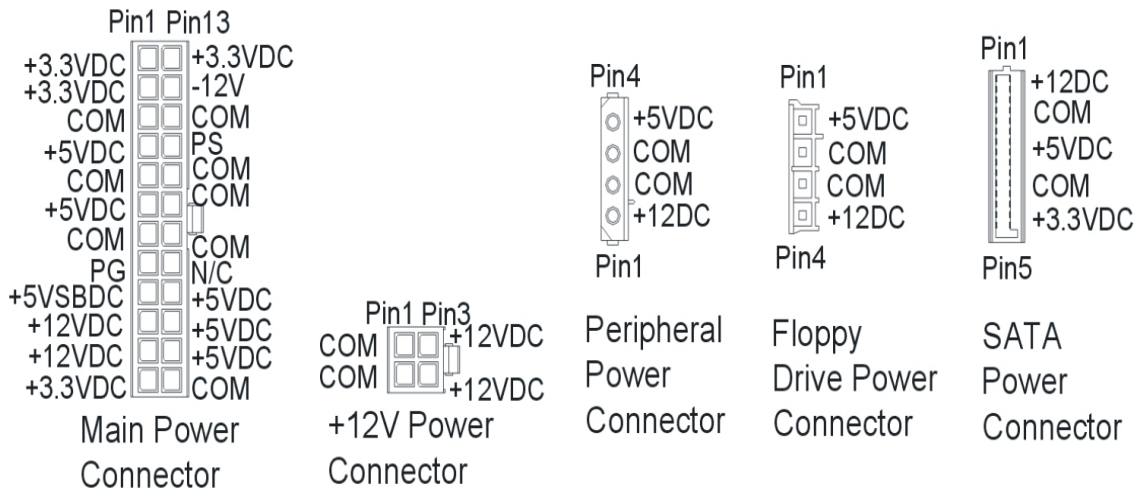 Pin1 Pin13
+3.3VDC +3.3VDC
+3.3VDC -12V
COM COM
+5VDC PS
COM COM
+5VDC COM
COM COM
PG N/C
+5VSBDC +5VDC
+12VDC +5VDC
+12VDC +5VDC
+3.3VDC COM
Main Power
Connector
Pin1 Pin3
COM +12VDC
COM +12VDC
+12V Power
Connector
Pin4
+5VDC
COM
COM
+12DC
Pin1
Peripheral
Power
Connector
Pin1
+5VDC
COM
COM
+12DC
Pin4
Floppy
Drive Power
Connector
Pin1
+12DC
COM
+5VDC
COM
+3.3VDC
Pin5
SATA
Power
Connector